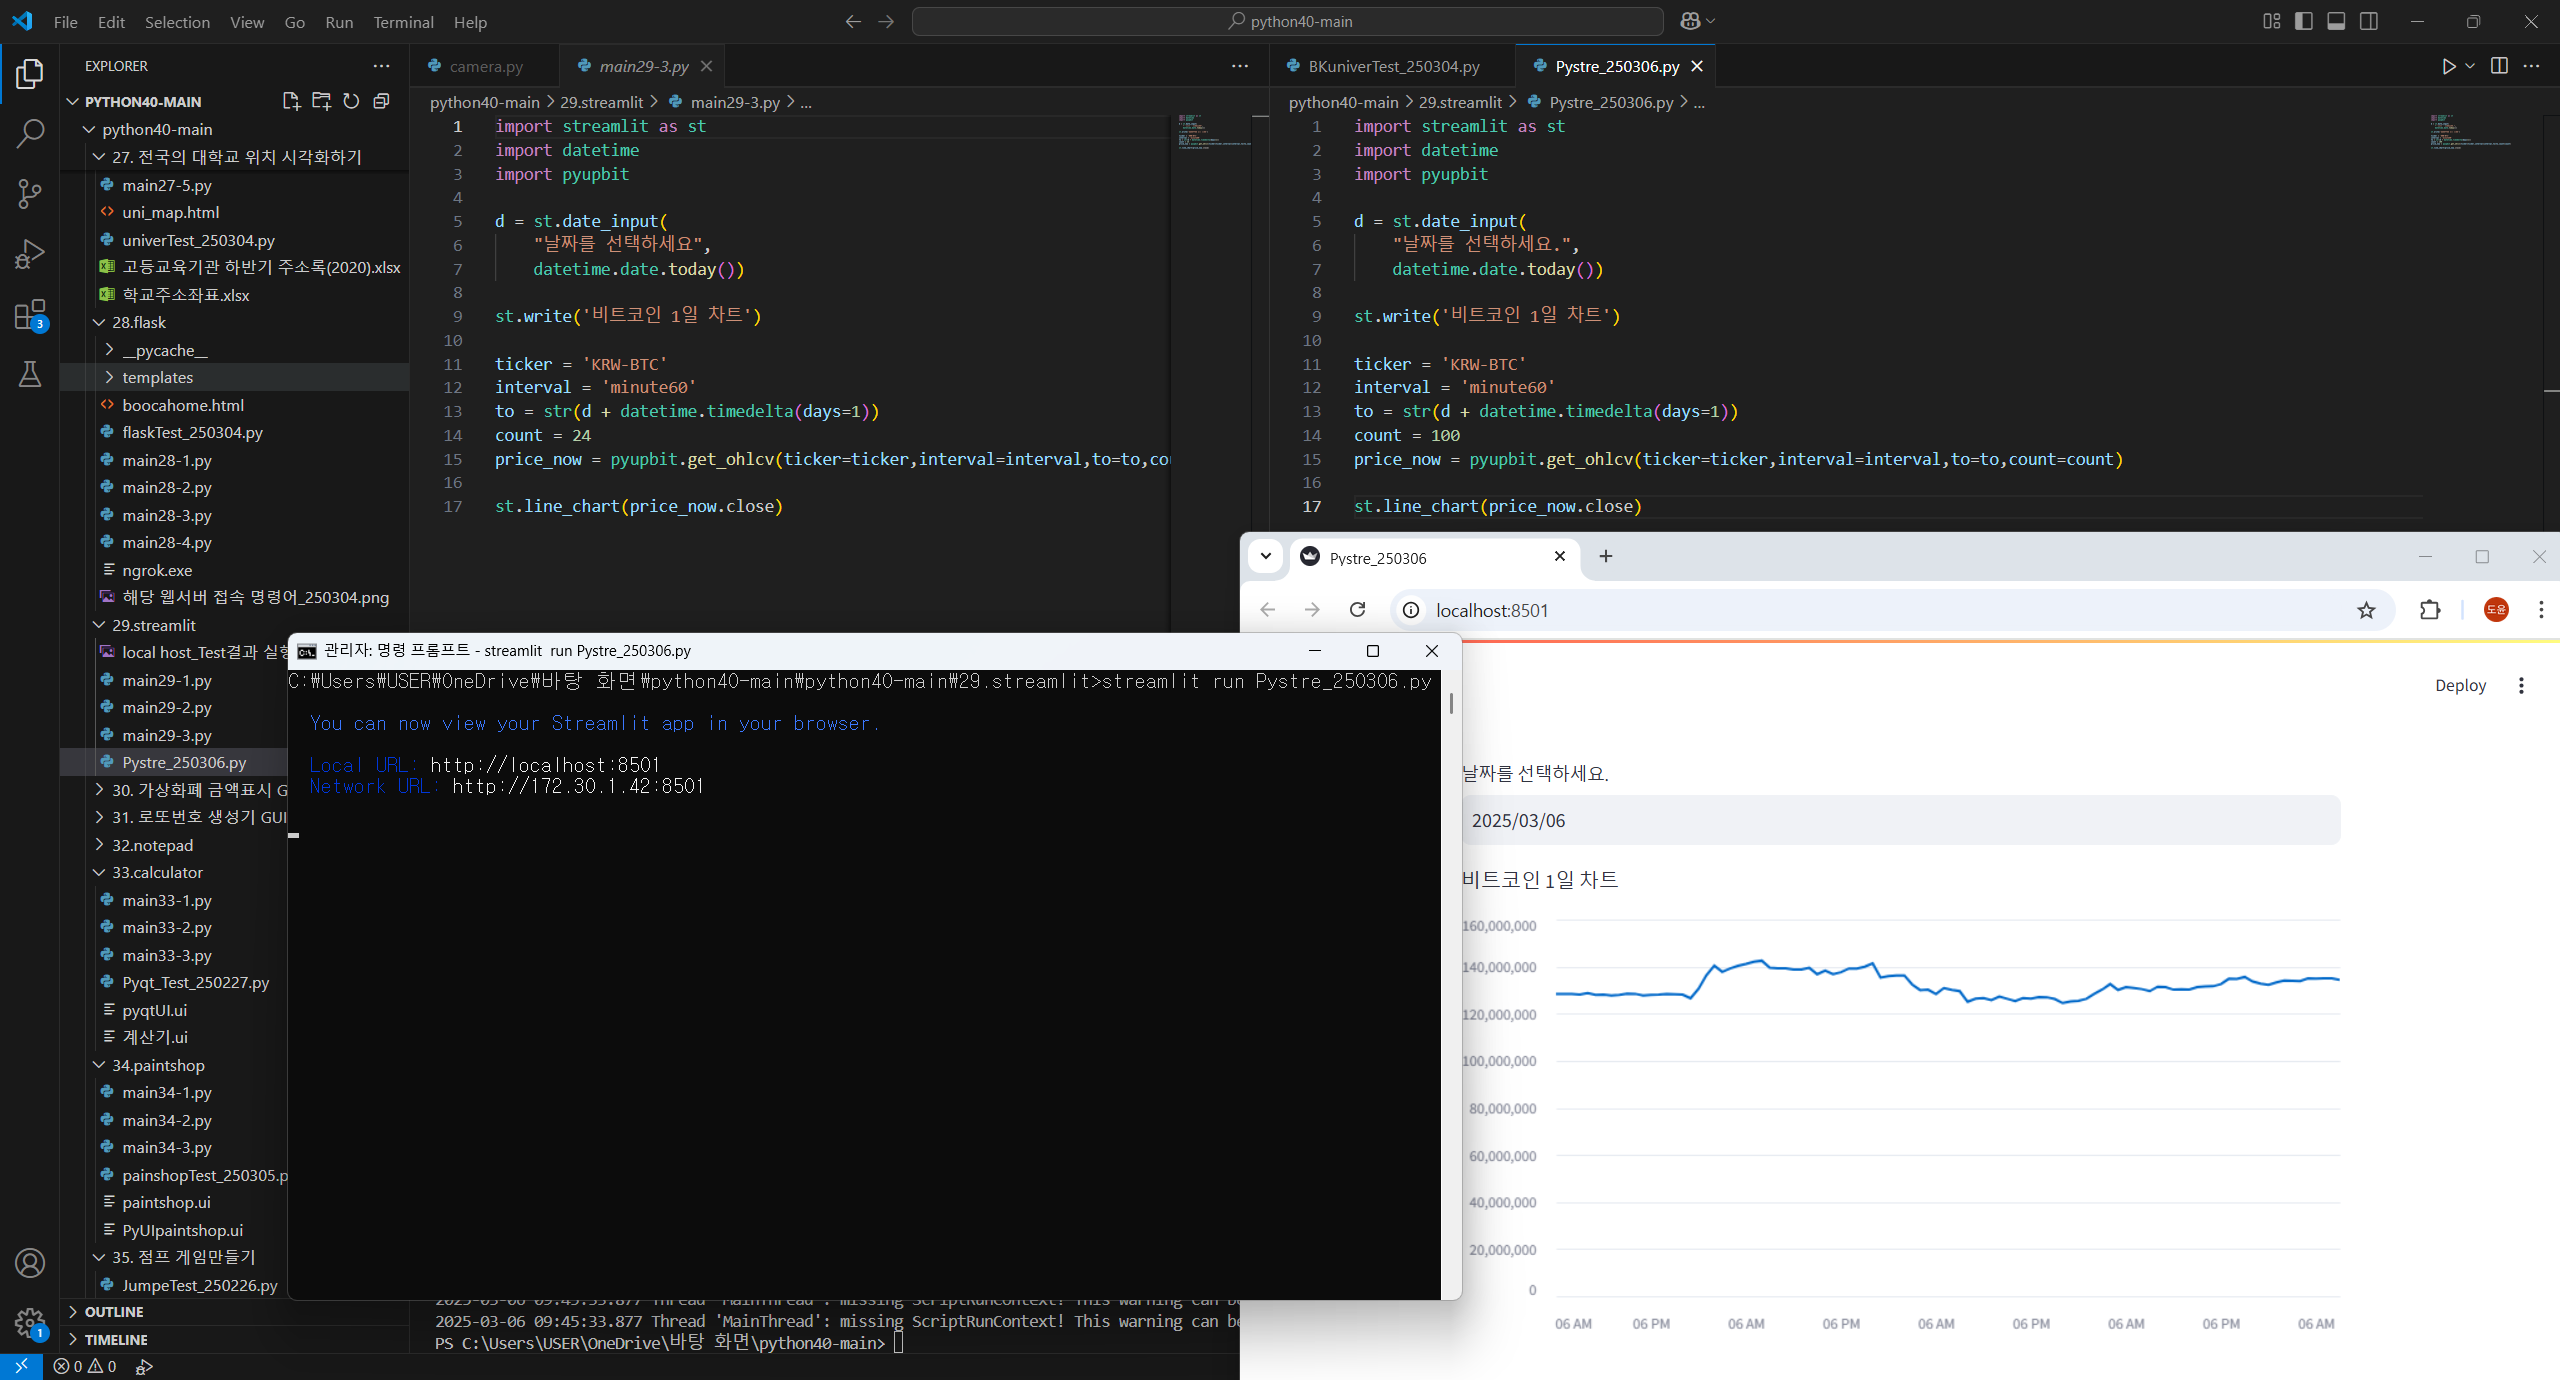 File Edit Selection View Go Run Terminal Help
python40-main
EXPLORER
PYTHON40-MAIN
python40-main
27. 전국의 대학교 위치 시각화하기
main27-5.py
uni_map.html
univerTest_250304.py
고등교육기관 하반기 주소록(2020).xlsx
학교주소좌표.xlsx
28.flask
__pycache__
templates
boocahome.html
flaskTest_250304.py
main28-1.py
main28-2.py
main28-3.py
main28-4.py
ngrok.exe
해당 웹서버 접속 명령어_250304.png
29.streamlit
local host_Test결과 실행
main29-1.py
main29-2.py
main29-3.py
Pystre_250306.py
30. 가상화폐 금액표시 G
31. 로또번호 생성기 GUI
32.notepad
33.calculator
main33-1.py
main33-2.py
main33-3.py
Pyqt_Test_250227.py
pyqtUI.ui
계산기.ui
34.paintshop
main34-1.py
main34-2.py
main34-3.py
painshopTest_250305.p
paintshop.ui
PyUIpaintshop.ui
35. 점프 게임만들기
JumpeTest_250226.py
OUTLINE
TIMELINE
3
1
0 0
camera.py
main29-3.py
python40-main > 29.streamlit > main29-3.py > ...
1 import streamlit as st
2 import datetime
3 import pyupbit
4
5 d = st.date_input(
6 "날짜를 선택하세요",
7 datetime.date.today())
8
9 st.write('비트코인 1일 차트')
10
11 ticker = 'KRW-BTC'
12 interval = 'minute60'
13 to = str(d + datetime.timedelta(days=1))
14 count = 24
15 price_now = pyupbit.get_ohlcv(ticker=ticker,interval=interval,to=to,cou
16
17 st.line_chart(price_now.close)
BKuniverTest_250304.py
Pystre_250306.py
python40-main > 29.streamlit > Pystre_250306.py > ...
1 import streamlit as st
2 import datetime
3 import pyupbit
4
5 d = st.date_input(
6 "날짜를 선택하세요.",
7 datetime.date.today())
8
9 st.write('비트코인 1일 차트')
10
11 ticker = 'KRW-BTC'
12 interval = 'minute60'
13 to = str(d + datetime.timedelta(days=1))
14 count = 100
15 price_now = pyupbit.get_ohlcv(ticker=ticker,interval=interval,to=to,count=count)
16
17 st.line_chart(price_now.close)
관리자: 명령 프롬프트 - streamlit run Pystre_250306.py
C:₩Users₩USER₩OneDrive₩바탕 화면₩python40-main₩python40-main₩29.streamlit>streamlit run Pystre_250306.py
You can now view your Streamlit app in your browser.
Local URL: http://localhost:8501
Network URL: http://172.30.1.42:8501
2025-03-06 09:45:33.877 Thread 'MainThread': missing ScriptRunContext! This warning can be
2025-03-06 09:45:33.877 Thread 'MainThread': missing ScriptRunContext! This warning can be
PS C:\Users\USER\OneDrive\바탕 화면\python40-main>
Pystre_250306
localhost:8501
도윤
Deploy
날짜를 선택하세요.
2025/03/06
비트코인 1일 차트
160,000,000
140,000,000
120,000,000
100,000,000
80,000,000
60,000,000
40,000,000
20,000,000
0
06 AM 06 PM 06 AM 06 PM 06 AM 06 PM 06 AM 06 PM 06 AM